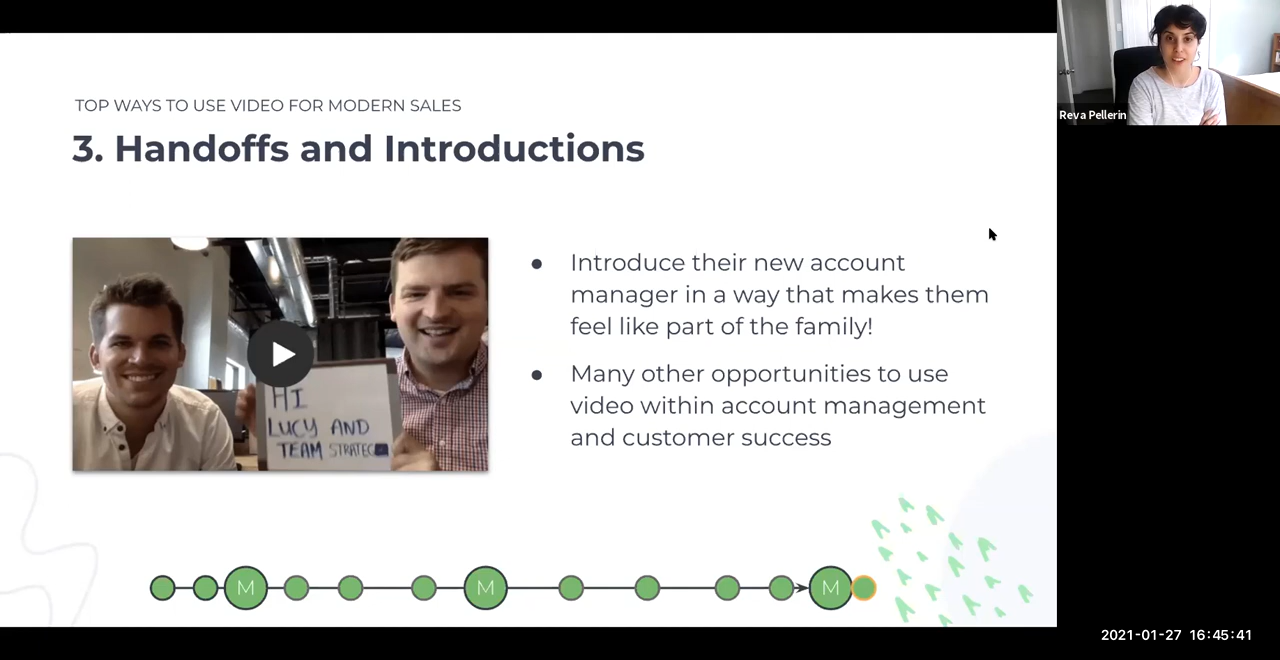 TOP WAYS TO USE VIDEO FOR MODERN SALES
3. Handoffs and Introductions
HI
LUCY AND
TEAM
● Introduce their new account
manager in a way that makes them
feel like part of the family!
● Many other opportunities to use
video within account management
and customer success
M
M
M
Reva Pellerin
2021-01-27 16:45:41